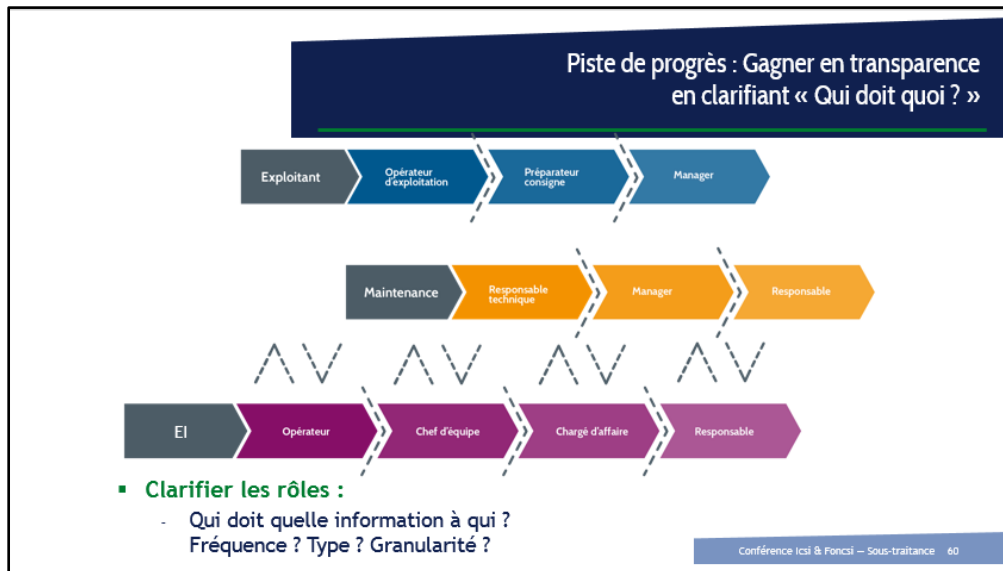 Piste de progrès : Gagner en transparence
en clarifiant « Qui doit quoi ? »
Exploitant
Opérateur
d'exploitation
Préparateur
consigne
Manager
Maintenance
Responsable
technique
Manager
Responsable
EI
Opérateur
Chef d'équipe
Chargé d'affaire
Responsable
▪ Clarifier les rôles :
- Qui doit quelle information à qui ?
Fréquence ? Type ? Granularité ?
Conférence Icsi & Foncsi – Sous-traitance 60